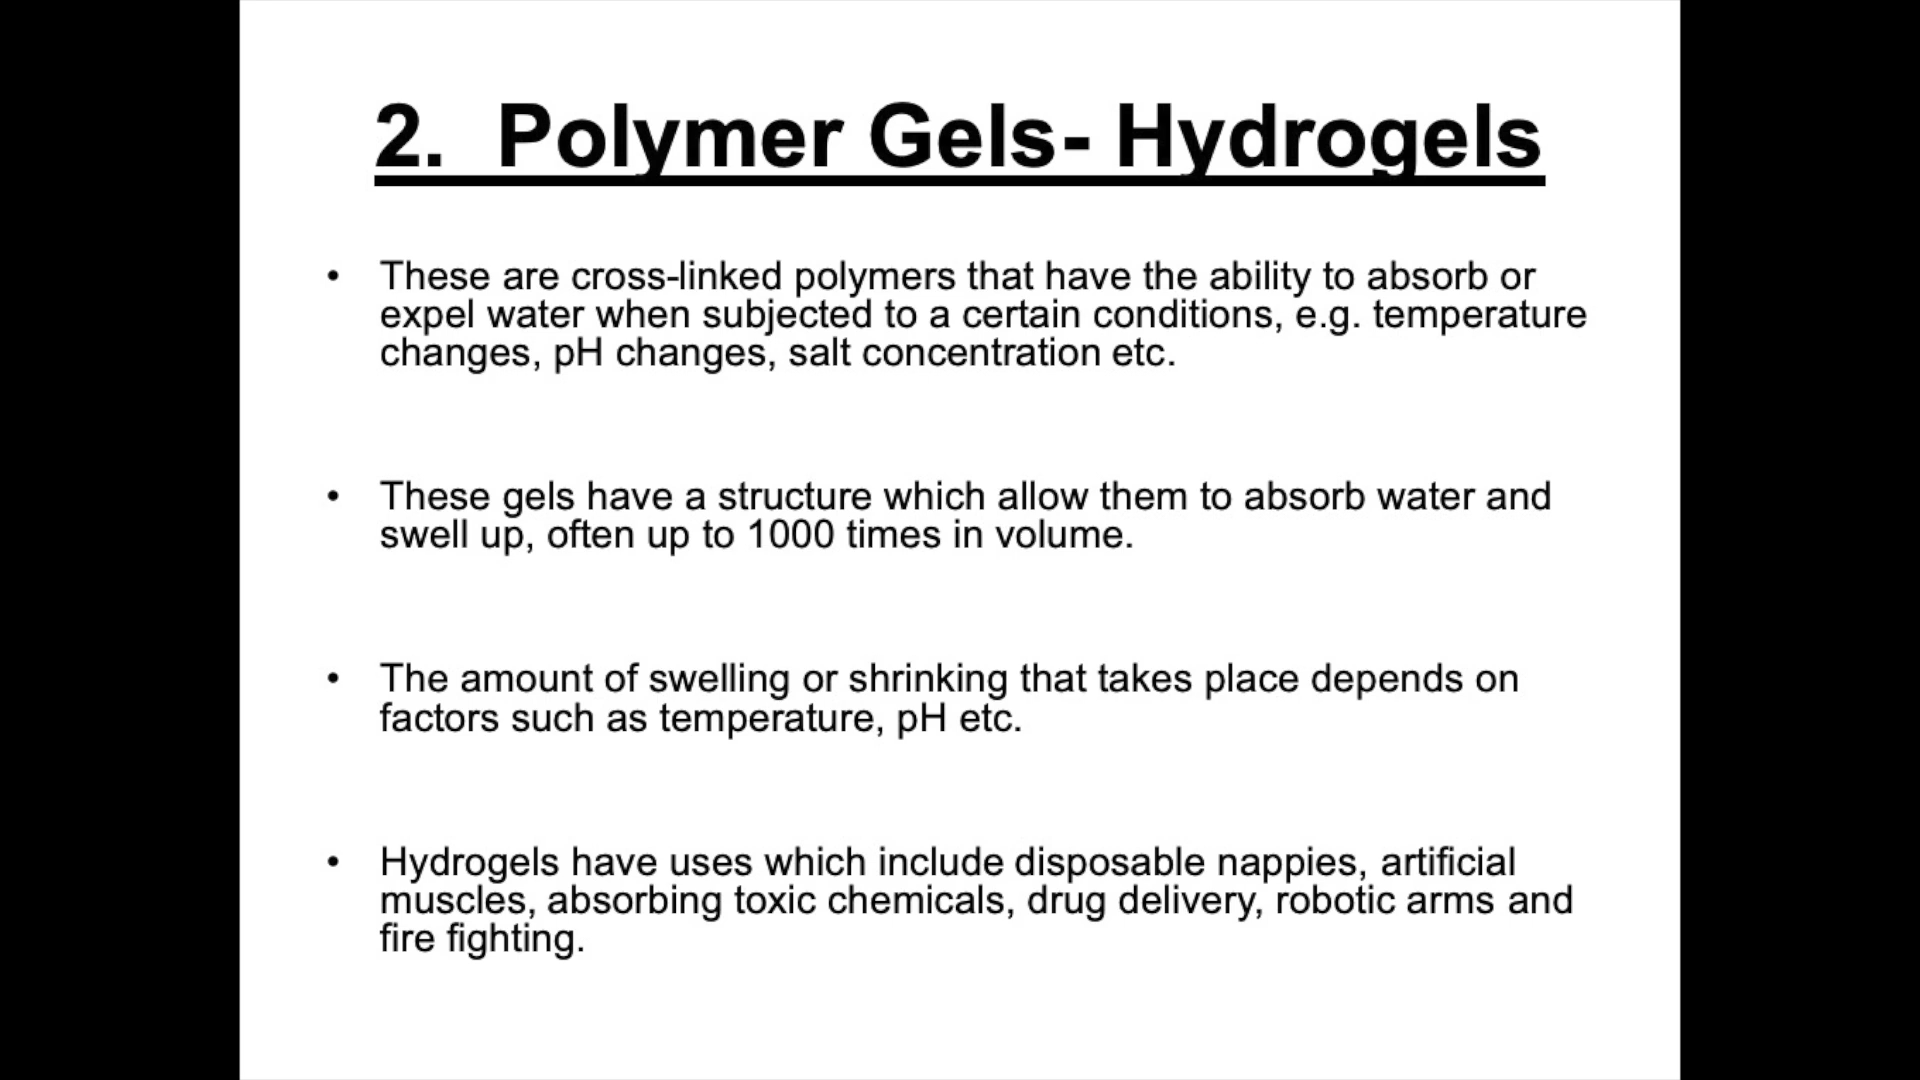 2. Polymer Gels- Hydrogels
• These are cross-linked polymers that have the ability to absorb or
expel water when subjected to a certain conditions, e.g. temperature
changes, pH changes, salt concentration etc.
• These gels have a structure which allow them to absorb water and
swell up, often up to 1000 times in volume.
• The amount of swelling or shrinking that takes place depends on
factors such as temperature, pH etc.
• Hydrogels have uses which include disposable nappies, artificial
muscles, absorbing toxic chemicals, drug delivery, robotic arms and
fire fighting.